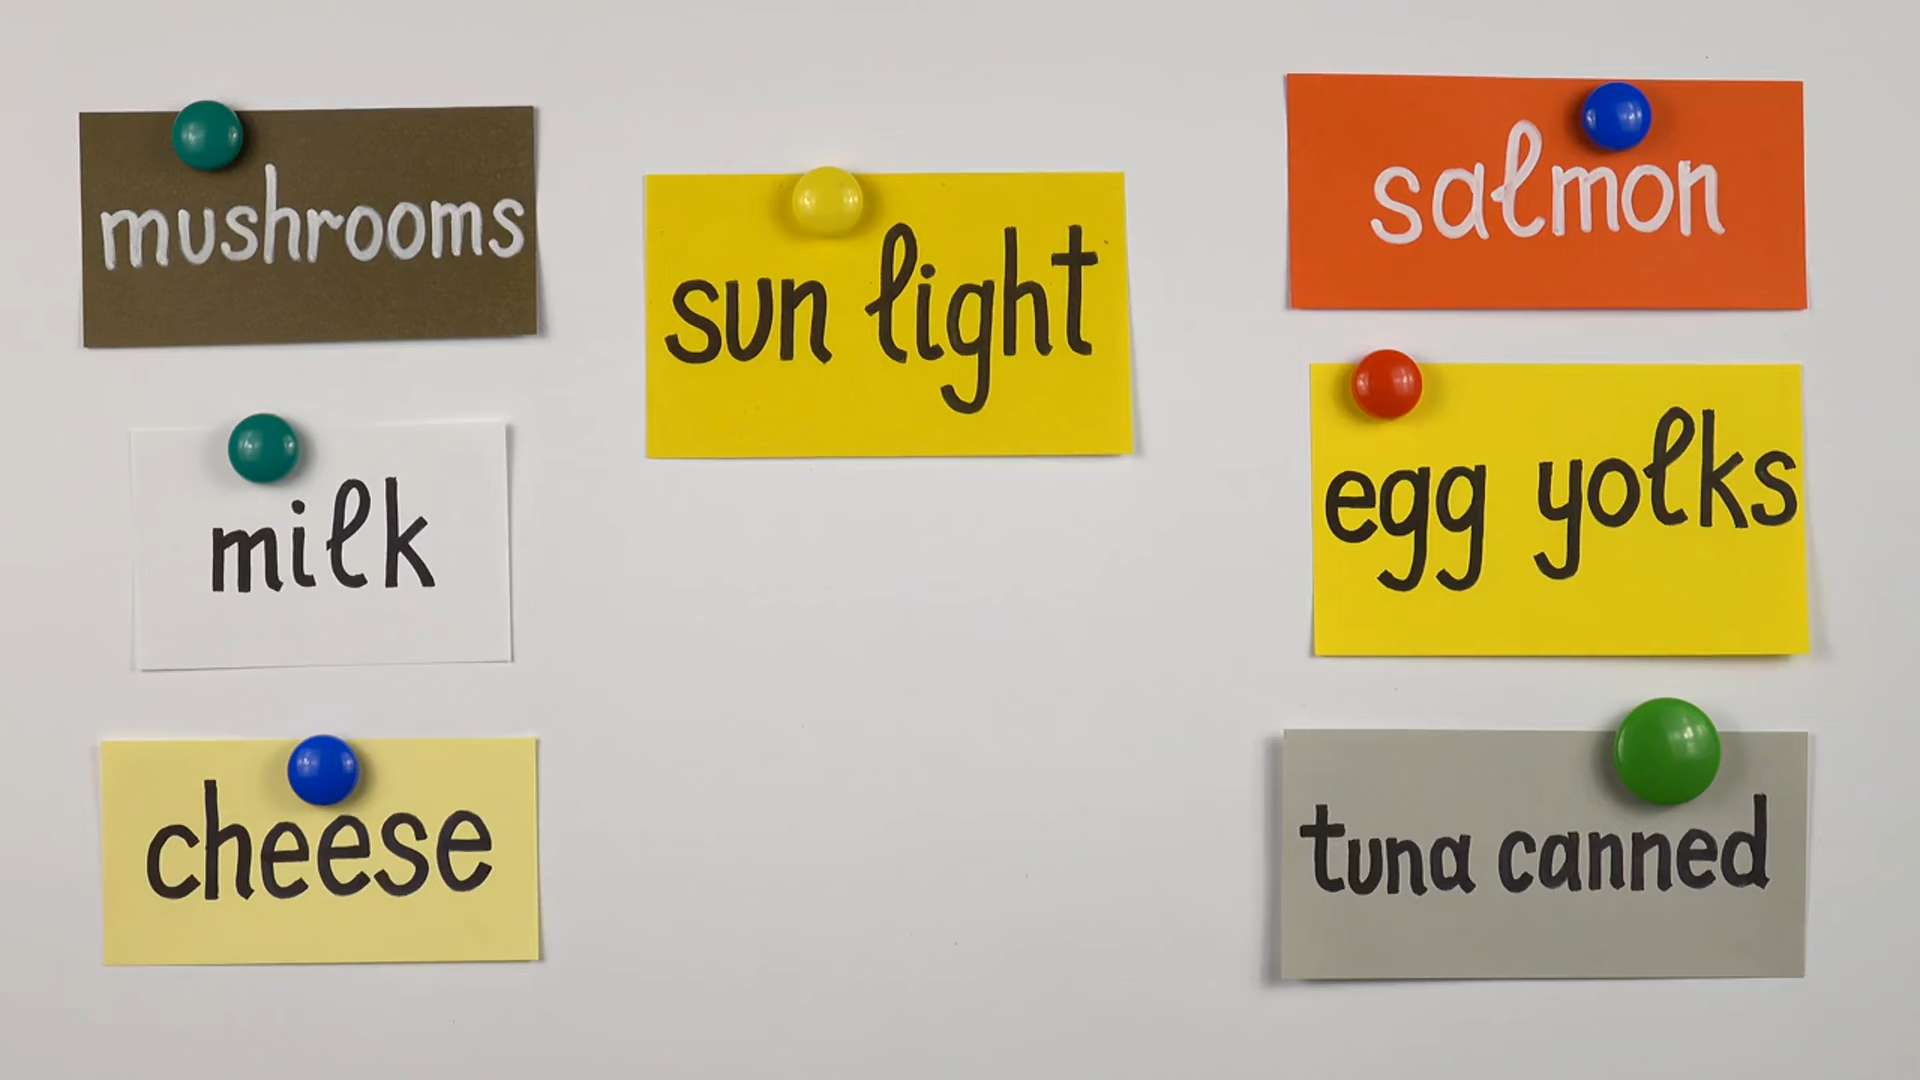 mushrooms
milk
cheese
sun light
salmon
egg yolks
tuna canned